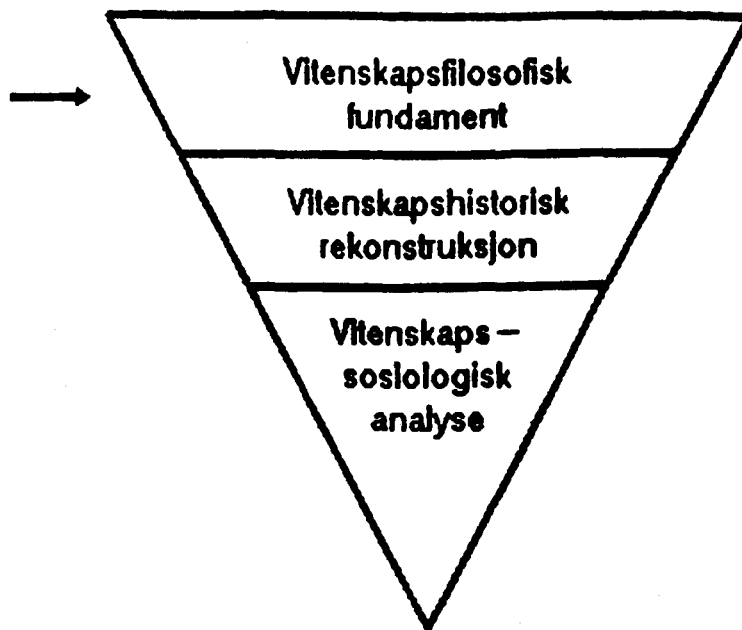 Vitenskapsfilosofisk
fundament
Vitenskapshistorisk
rekonstruksjon
Vitenskaps –
sosiologisk
analyse